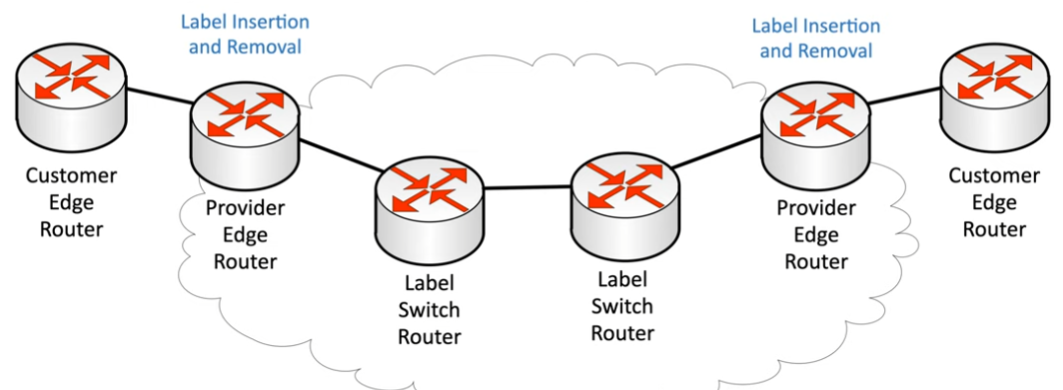 Label Insertion
and Removal
Label Insertion
and Removal
Customer
Edge
Router
Provider
Edge
Router
Label
Switch
Router
Label
Switch
Router
Provider
Edge
Router
Customer
Edge
Router